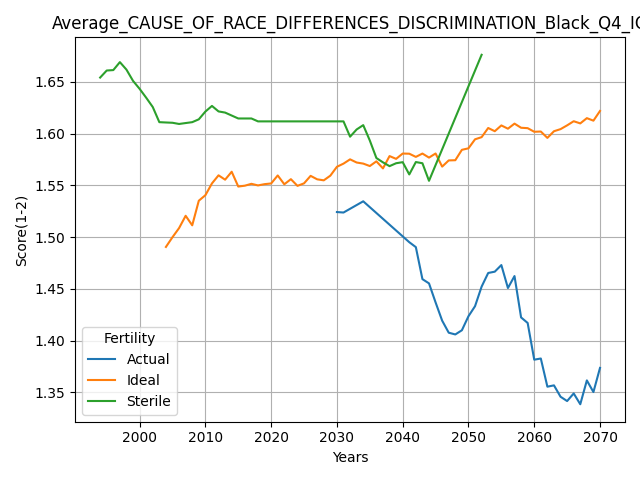 Average_CAUSE_OF_RACE_DIFFERENCES_DISCRIMINATION_Black_Q4_IC
Score(1-2)
1.65
1.60
1.55
1.50
1.45
1.40
1.35
Fertility
Actual
Ideal
Sterile
2000 2010 2020 2030 2040 2050 2060 2070
Years